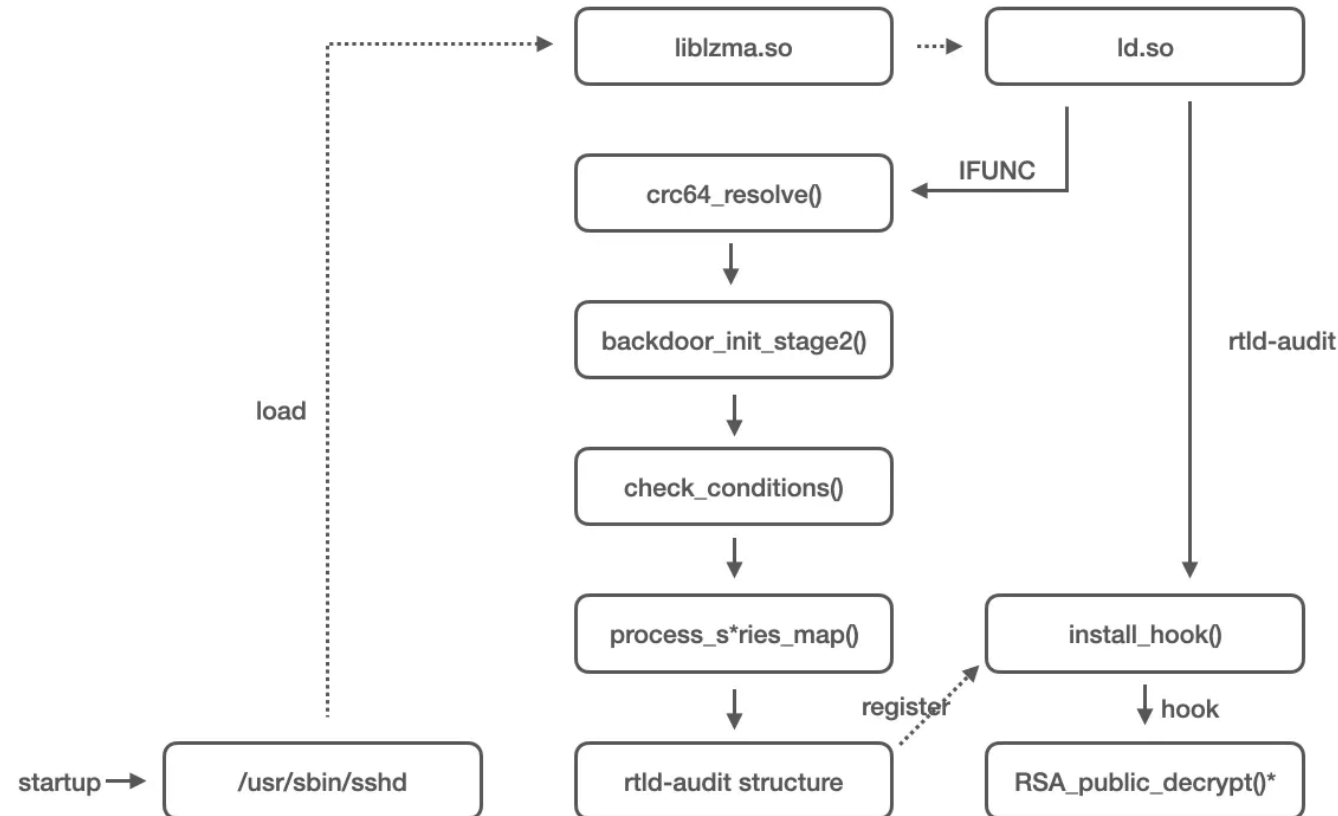 liblzma.so
ld.so
IFUNC
crc64_resolve()
backdoor_init_stage2()
rtld-audit
load
check_conditions()
process_s*ries_map()
install_hook()
register
hook
startup
/usr/sbin/sshd
rtld-audit structure
RSA_public_decrypt()*